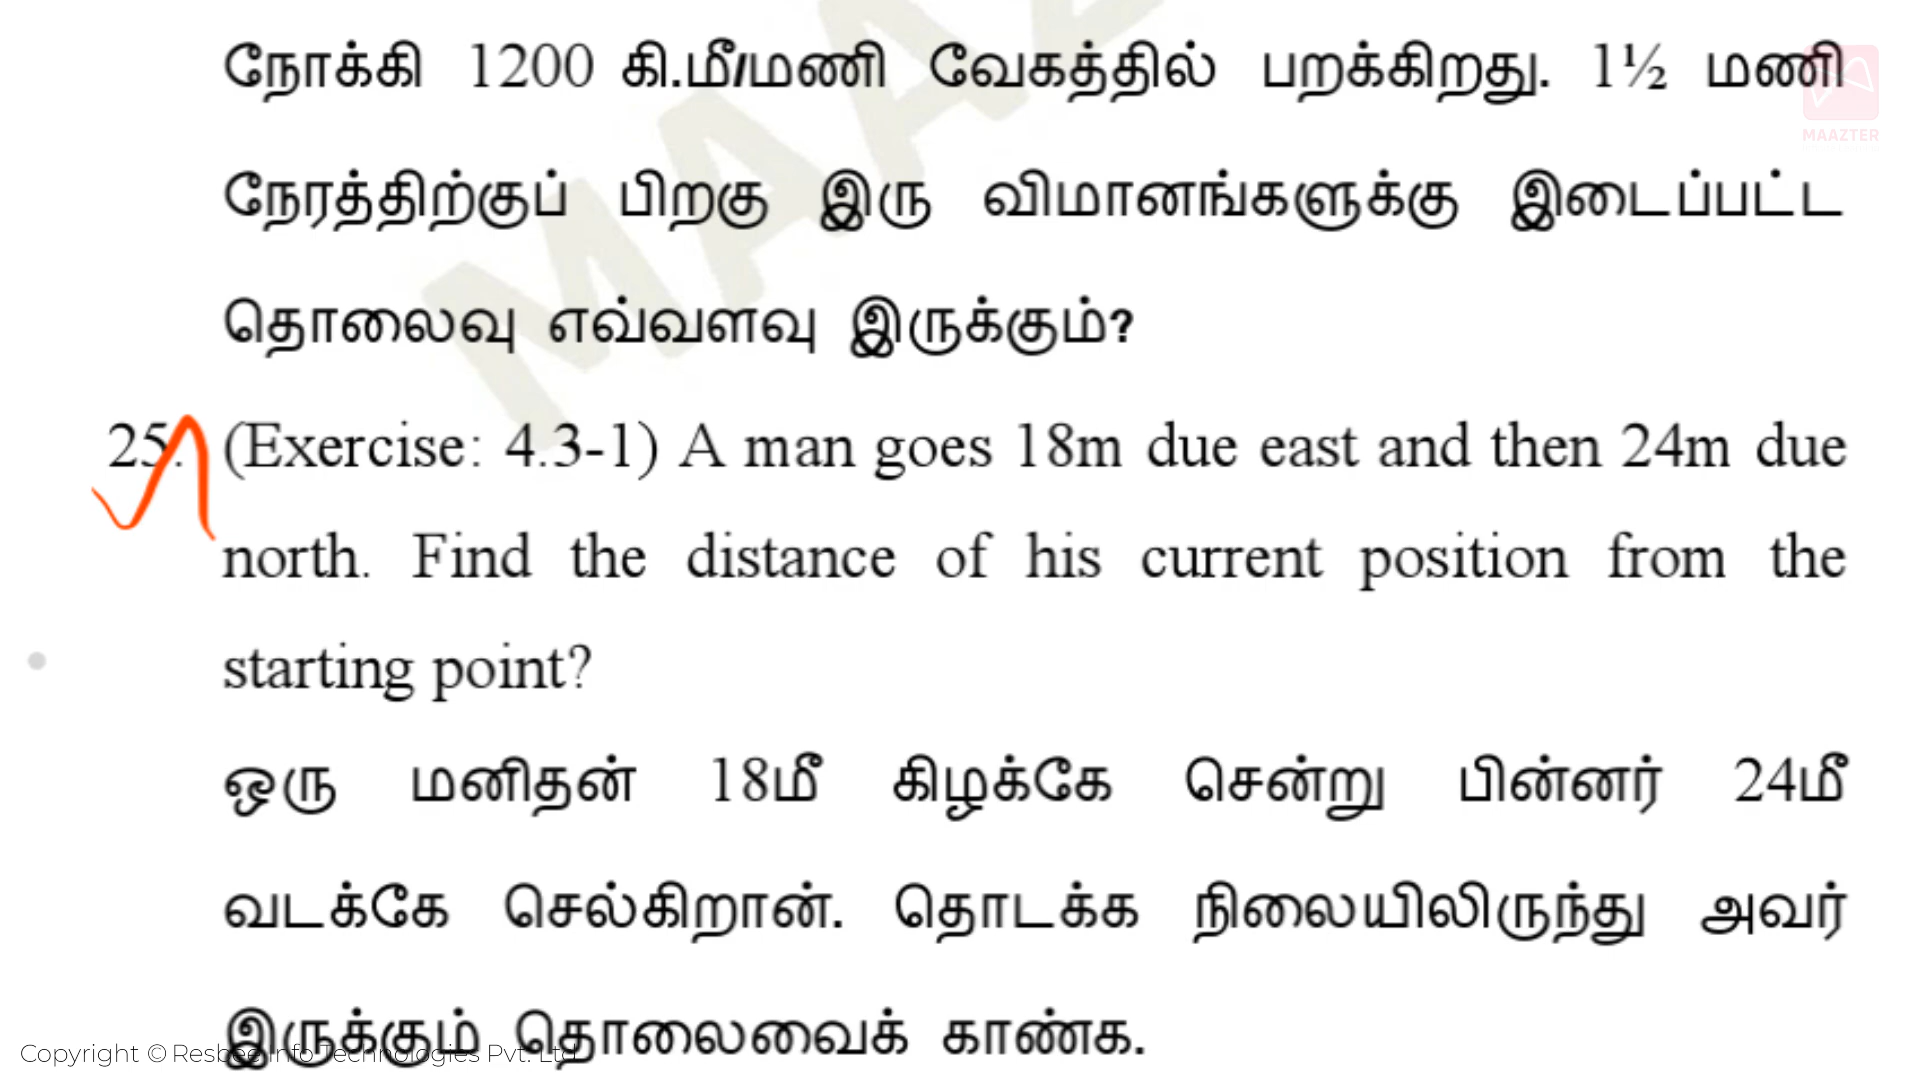 நோக்கி 1200 கி.மீ/மணி வேகத்தில் பறக்கிறது. 1½ மணி
MAAZTER
நேரத்திற்குப் பிறகு இரு விமானங்களுக்கு இடைப்பட்ட
தொலைவு எவ்வளவு இருக்கும்?
25. (Exercise: 4.3-1) A man goes 18m due east and then 24m due
north. Find the distance of his current position from the
starting point?
ஒரு மனிதன் 18மீ கிழக்கே சென்று பின்னர் 24மீ
வடக்கே செல்கிறான். தொடக்க நிலையிலிருந்து அவர்
இருக்கும் தொலைவைக் காண்க.
Copyright © Resbee Info Technologies Pvt. Ltd